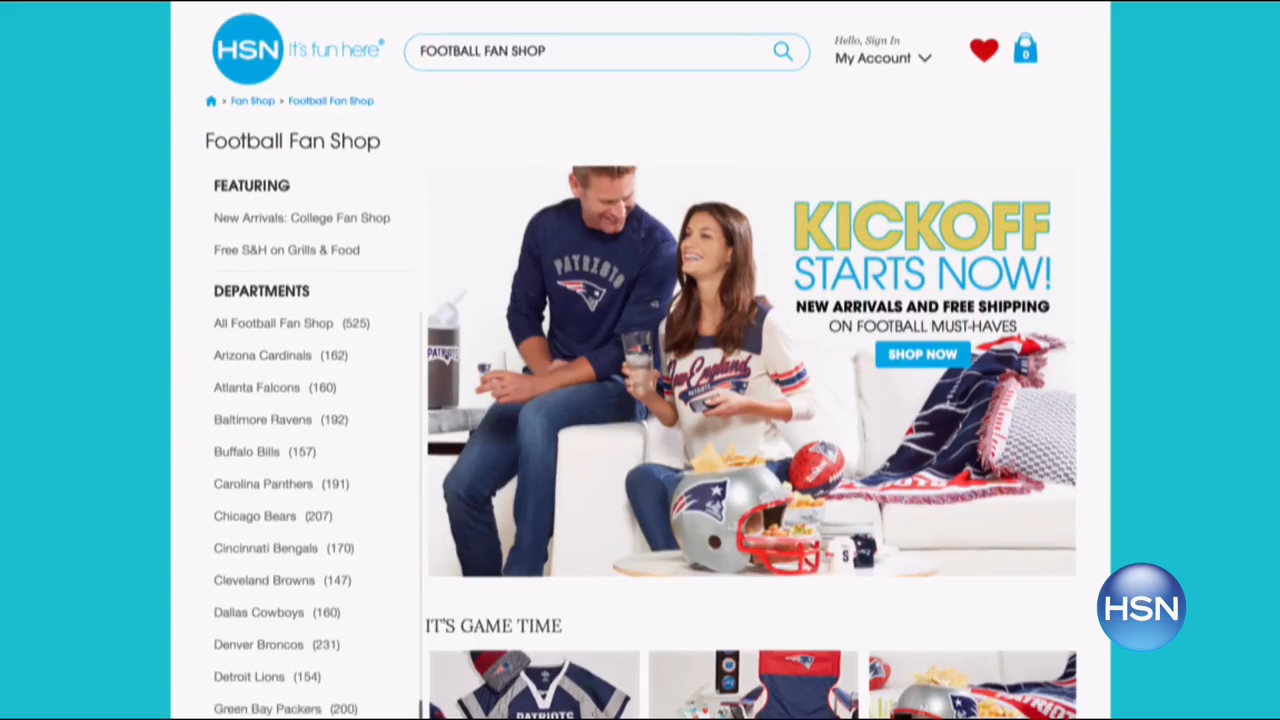 HSN It's fun here®
FOOTBALL FAN SHOP
Hello, Sign In
My Account
0
» Fan Shop » Football Fan Shop
Football Fan Shop
FEATURING
New Arrivals: College Fan Shop
Free S&H on Grills & Food
DEPARTMENTS
All Football Fan Shop (525)
Arizona Cardinals (162)
Atlanta Falcons (160)
Baltimore Ravens (192)
Buffalo Bills (157)
Carolina Panthers (191)
Chicago Bears (207)
Cincinnati Bengals (170)
Cleveland Browns (147)
Dallas Cowboys (160)
Denver Broncos (231)
Detroit Lions (154)
Green Bay Packers (200)
KICKOFF
STARTS NOW!
NEW ARRIVALS AND FREE SHIPPING
ON FOOTBALL MUST-HAVES
SHOP NOW
PATRIOTS
PATRIOTS
New England
PATRIOTS
S
IT'S GAME TIME
PATRIOTS
HSN